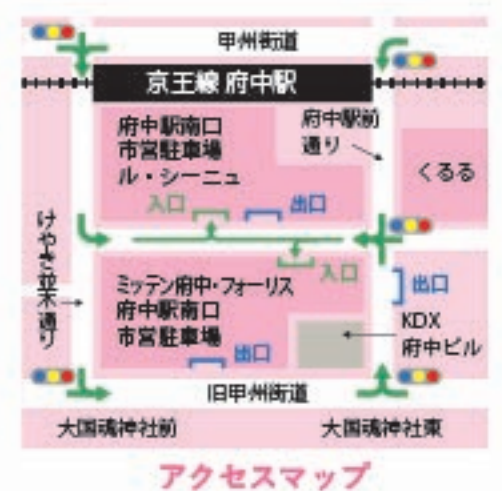 甲州街道
京王線 府中駅
府中駅南口
市営駐車場
ル・シーニュ
府中駅前
通り
くるる
入口
出口
けやき並木通り
入口
出口
ミッテン府中・フォーリス
府中駅南口
市営駐車場
出口
KDX
府中ビル
旧甲州街道
大国魂神社前
大国魂神社東
アクセスマップ